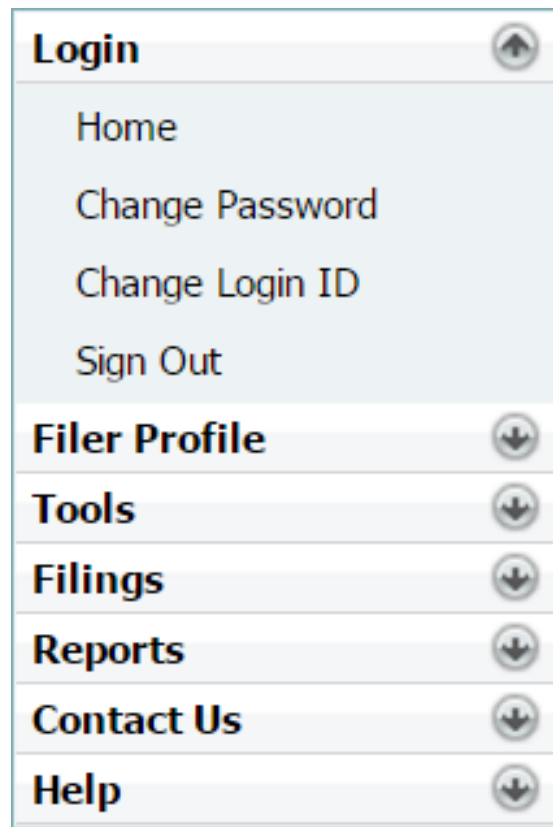 Login
Home
Change Password
Change Login ID
Sign Out
Filer Profile
Tools
Filings
Reports
Contact Us
Help